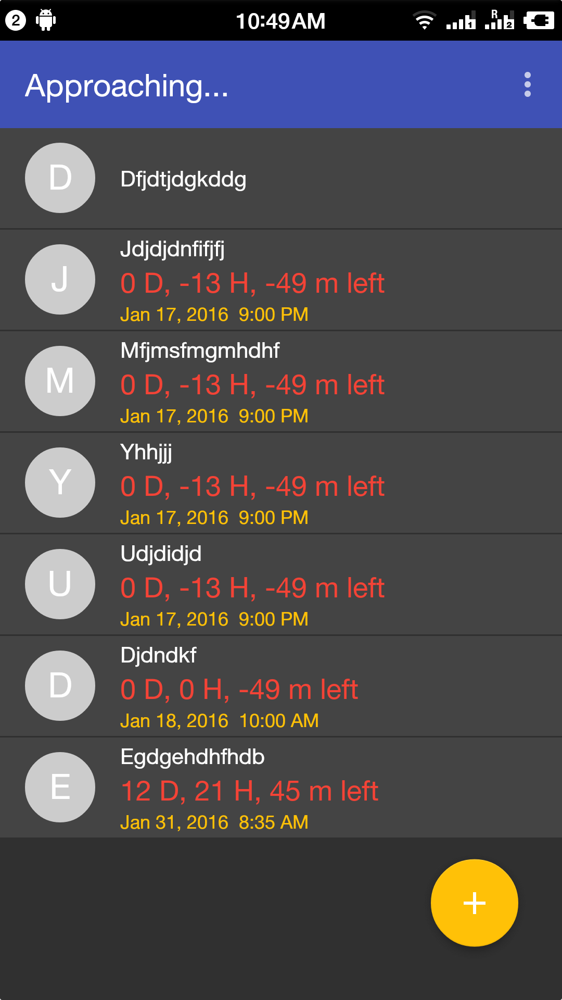 2 10:49AM 1 R 2
Approaching...
D
Dfjdtjdgkddg
J
Jdjdjdnfifjfj
0 D, -13 H, -49 m left
Jan 17, 2016 9:00 PM
M
Mfjmsfmgmhdhf
0 D, -13 H, -49 m left
Jan 17, 2016 9:00 PM
Y
Yhhjjj
0 D, -13 H, -49 m left
Jan 17, 2016 9:00 PM
U
Udjdidjd
0 D, -13 H, -49 m left
Jan 17, 2016 9:00 PM
D
Djdndkf
0 D, 0 H, -49 m left
Jan 18, 2016 10:00 AM
E
Egdgehdhfhdb
12 D, 21 H, 45 m left
Jan 31, 2016 8:35 AM
+